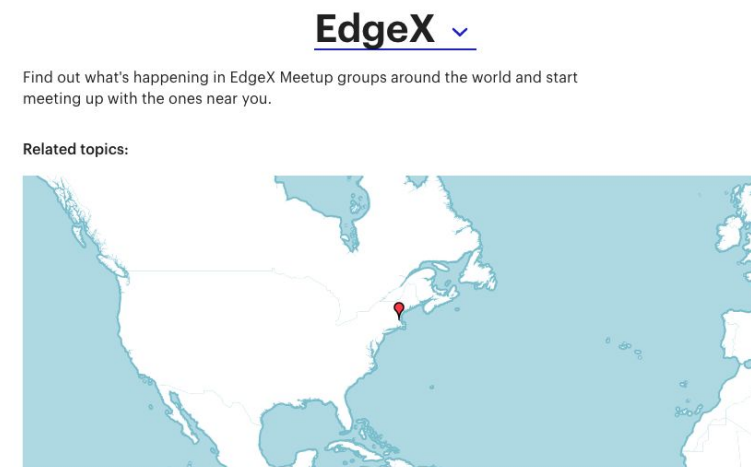 EdgeX
Find out what's happening in EdgeX Meetup groups around the world and start
meeting up with the ones near you.
Related topics: